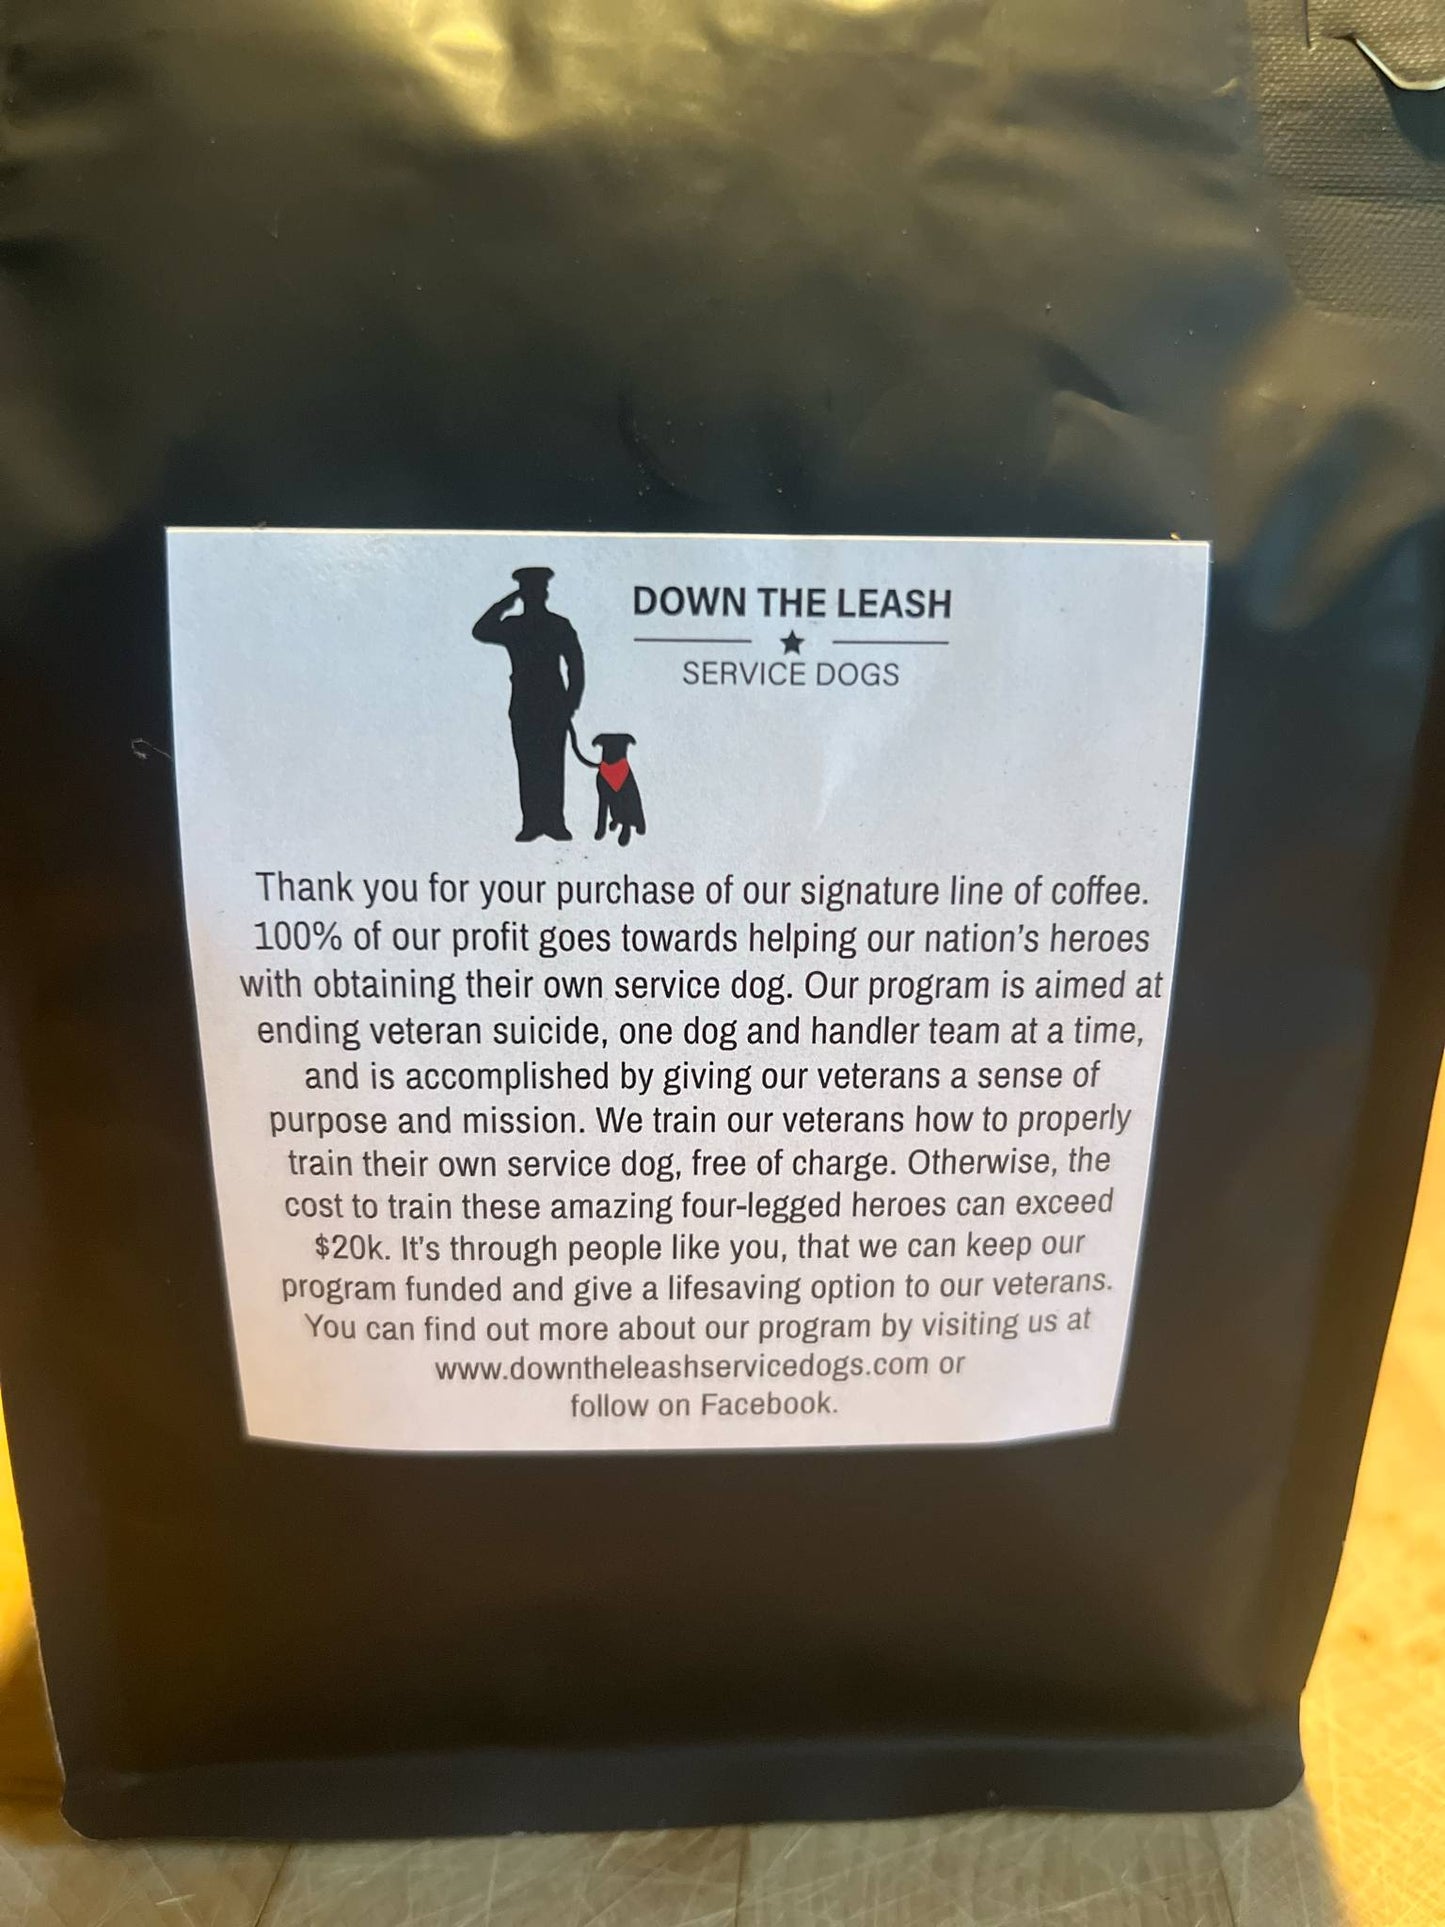 DOWN THE LEASH
SERVICE DOGS
Thank you for your purchase of our signature line of coffee.
100% of our profit goes towards helping our nation's heroes
with obtaining their own service dog. Our program is aimed at
ending veteran suicide, one dog and handler team at a time,
and is accomplished by giving our veterans a sense of
purpose and mission. We train our veterans how to properly
train their own service dog, free of charge. Otherwise, the
cost to train these amazing four-legged heroes can exceed
$20k. It's through people like you, that we can keep our
program funded and give a lifesaving option to our veterans.
You can find out more about our program by visiting us at
www.downtheleashservicedogs.com or
follow on Facebook.